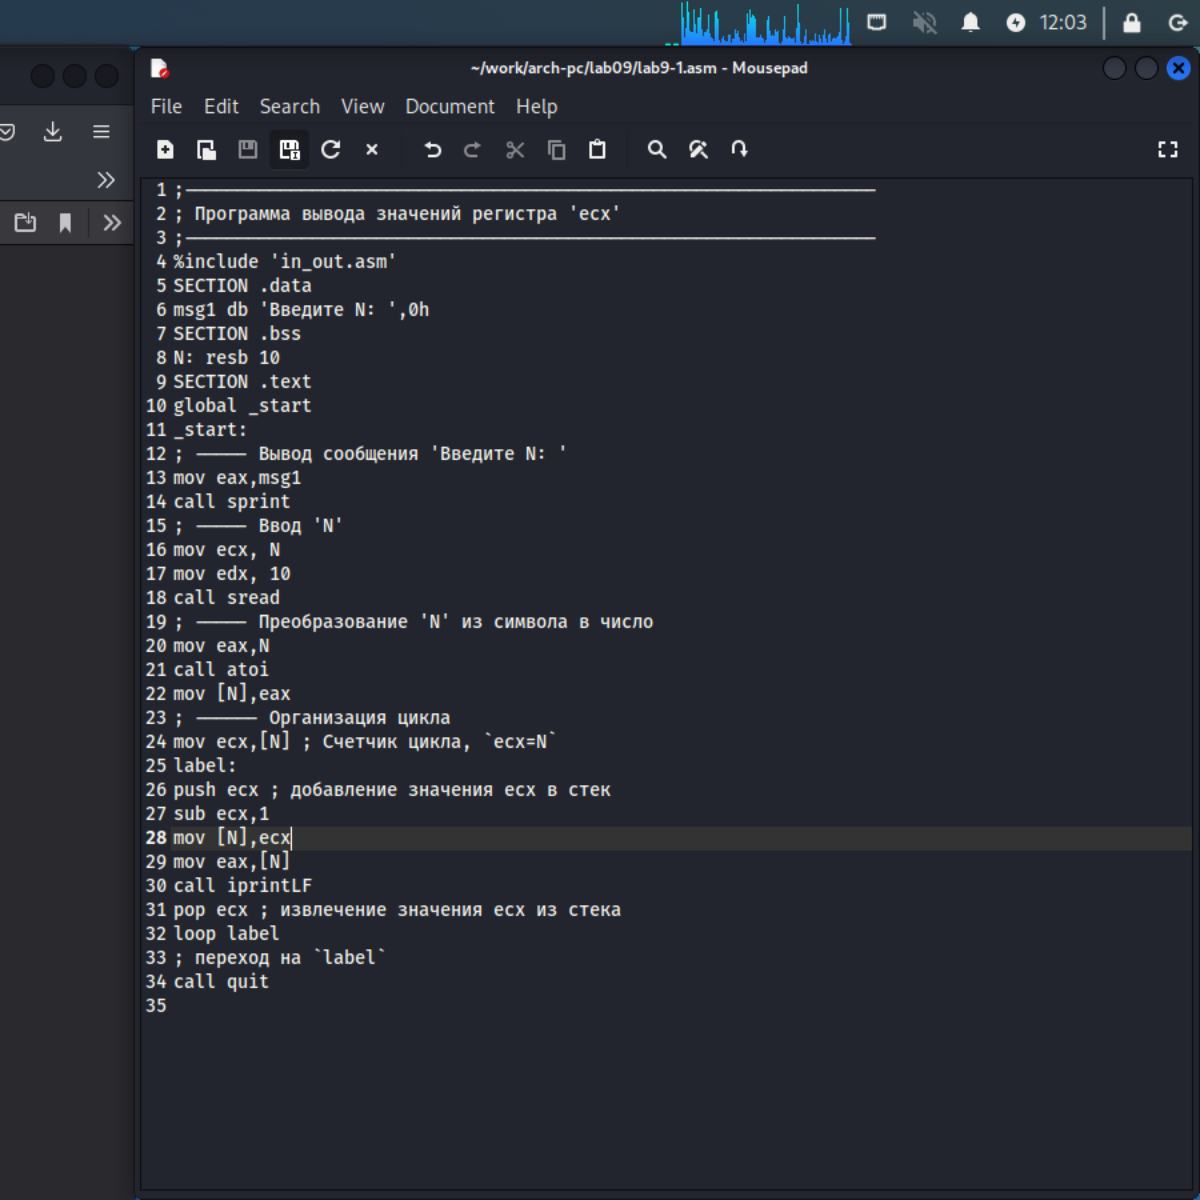 12:03
~/work/arch-pc/lab09/lab9-1.asm - Mousepad
File Edit Search View Document Help
1 ;————————————————————————————————
2 ; Программа вывода значений регистра 'ecx'
3 ;————————————————————————————————
4 %include 'in_out.asm'
5 SECTION .data
6 msg1 db 'Введите N: ',0h
7 SECTION .bss
8 N: resb 10
9 SECTION .text
10 global _start
11 _start:
12 ; ——— Вывод сообщения 'Введите N: '
13 mov eax,msg1
14 call sprint
15 ; ——— Ввод 'N'
16 mov ecx, N
17 mov edx, 10
18 call sread
19 ; ——— Преобразование 'N' из символа в число
20 mov eax,N
21 call atoi
22 mov [N],eax
23 ; ———— Организация цикла
24 mov ecx,[N] ; Счетчик цикла, `ecx=N`
25 label:
26 push ecx ; добавление значения ecx в стек
27 sub ecx,1
28 mov [N],ecx
29 mov eax,[N]
30 call iprintLF
31 pop ecx ; извлечение значения ecx из стека
32 loop label
33 ; переход на `label`
34 call quit
35